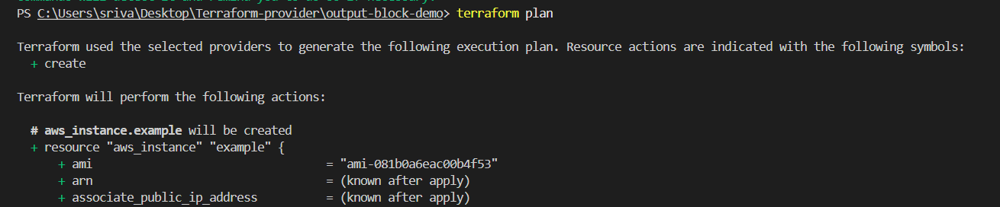 PS C:\Users\sriva\Desktop\Terraform-provider\output-block-demo> terraform plan
Terraform used the selected providers to generate the following execution plan. Resource actions are indicated with the following symbols:
+ create
Terraform will perform the following actions:
# aws_instance.example will be created
+ resource "aws_instance" "example" {
+ ami = "ami-081b0a6eac00b4f53"
+ arn = (known after apply)
+ associate_public_ip_address = (known after apply)